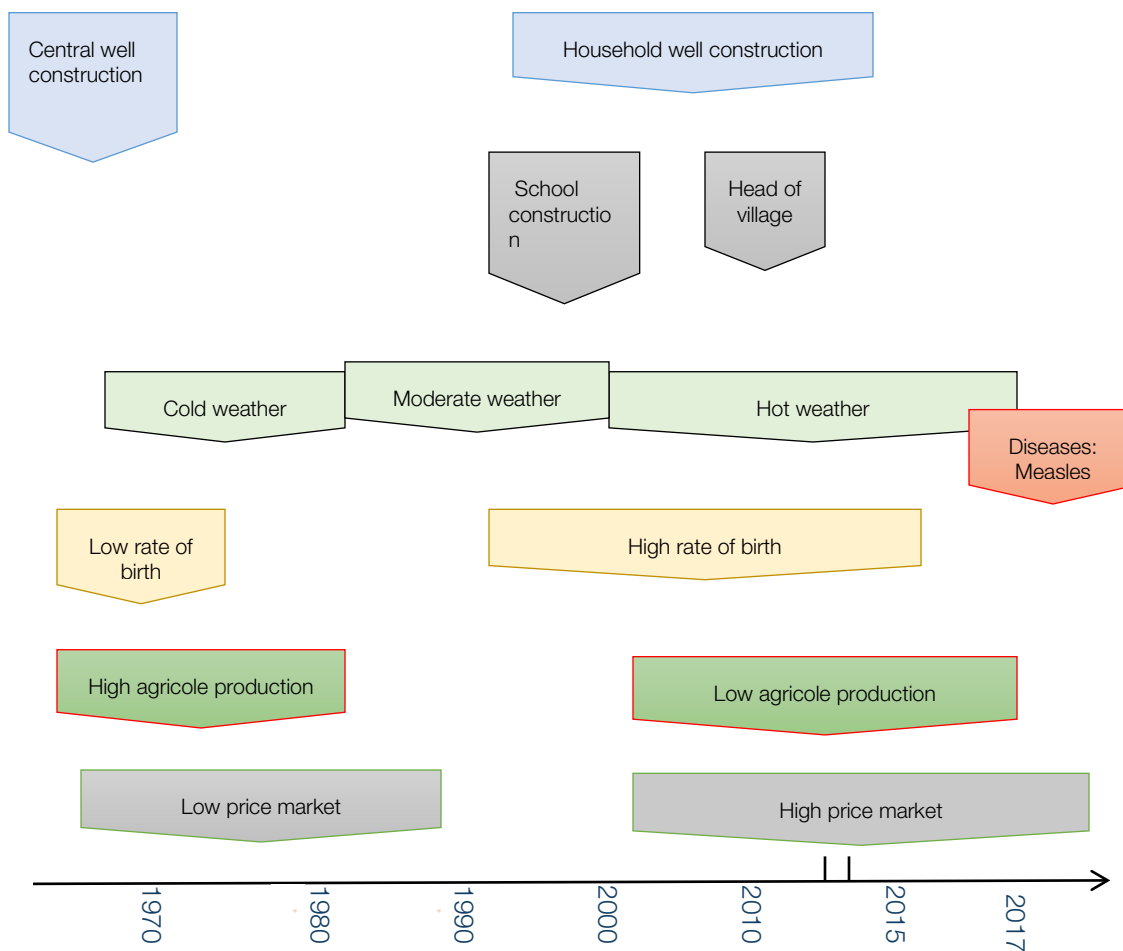 Central well
construction
Household well construction
School
constructio
n
Head of
village
Cold weather
Moderate weather
Hot weather
Diseases:
Measles
Low rate of
birth
High rate of birth
High agricole production
Low agricole production
Low price market
High price market
1970
1980
1990
2000
2010
2015
2017